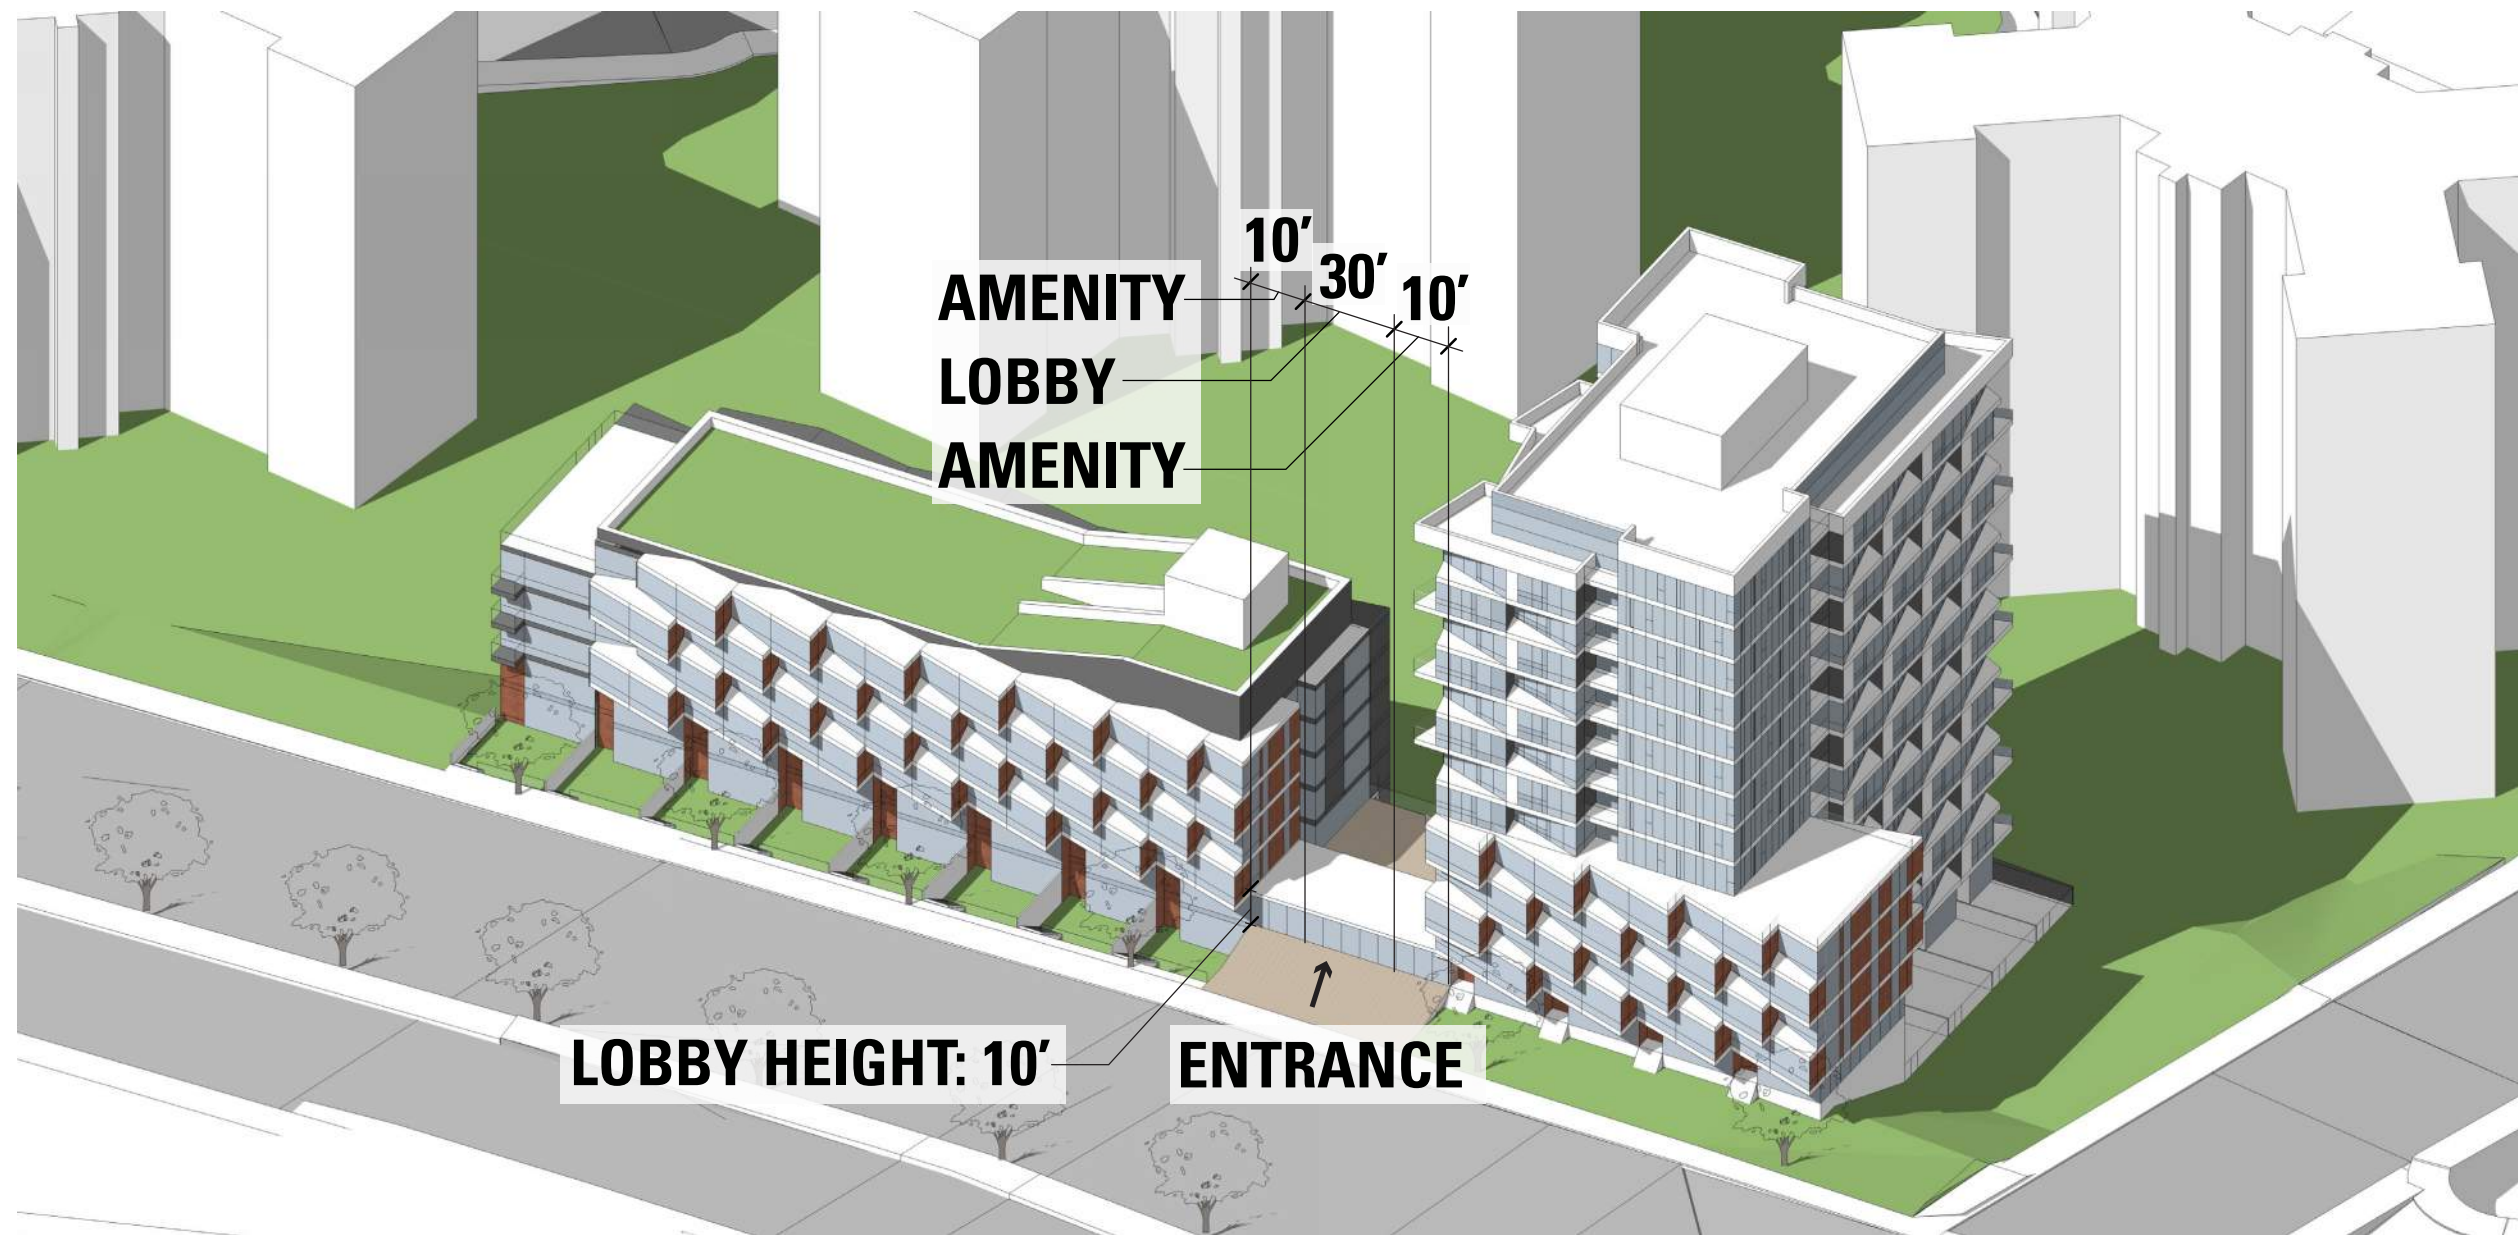 10′
30′
10′
AMENITY
LOBBY
AMENITY
LOBBY HEIGHT: 10′
ENTRANCE